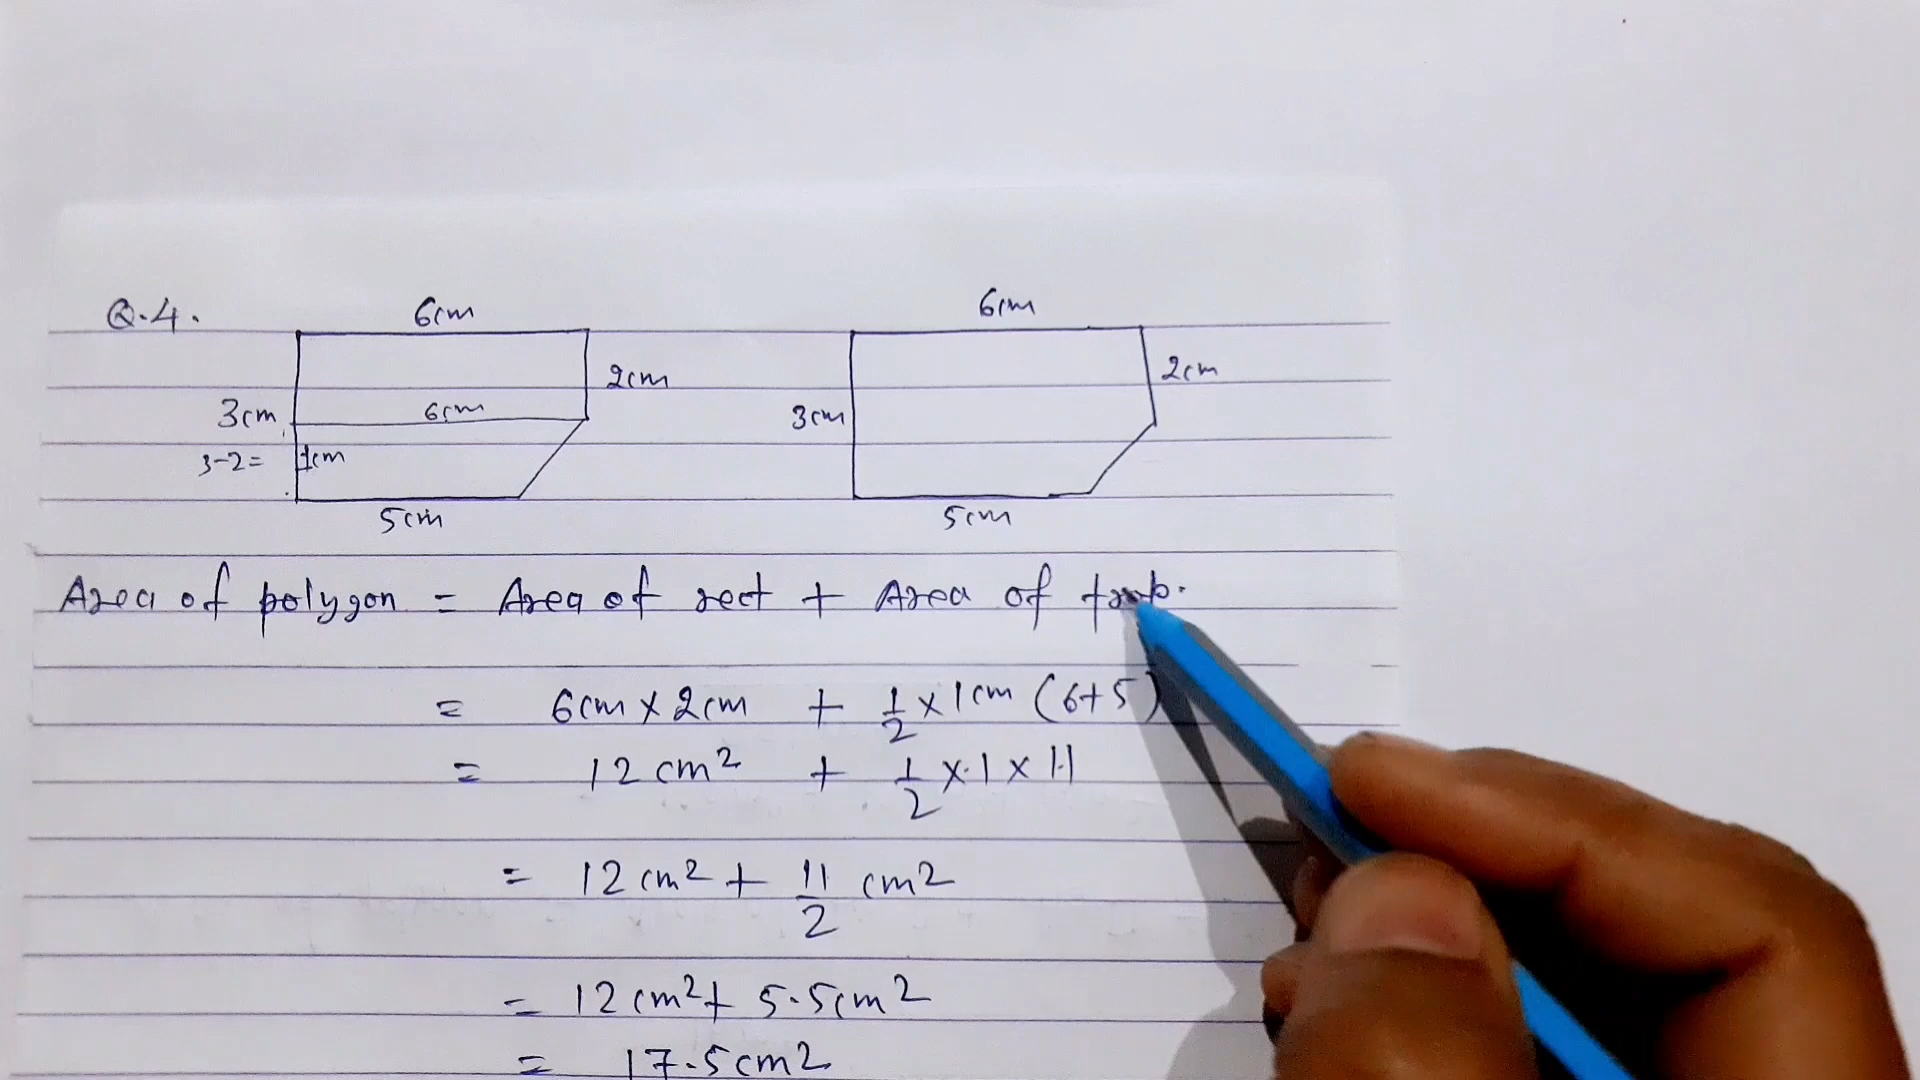 Q.4. 6cm 6cm
2cm 2cm
3cm 6cm 3cm
3-2= 1cm
5cm 5cm
Area of polygon = Area of rect + Area of trap.
= 6cm x 2cm + 1/2 x 1cm (6+5)
= 12 cm2 + 1/2 x 1 x 11
= 12 cm2 + 11/2 cm2
= 12 cm2 + 5.5cm2
= 17.5cm2